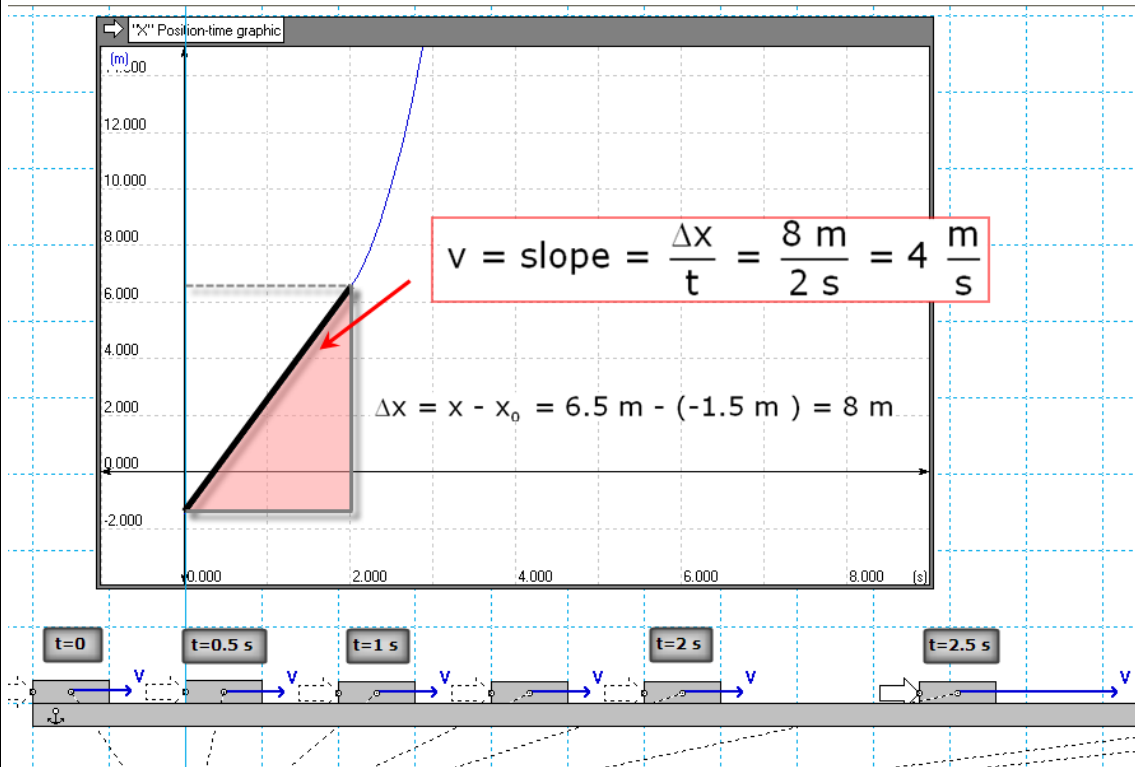 "X" Position-time graphic
(m)
12.000
10.000
8.000
v = slope = Δx/t = 8 m/2 s = 4 m/s
6.000
4.000
2.000
Δx = x - x₀ = 6.5 m - (-1.5 m ) = 8 m
0.000
-2.000
0.000 2.000 4.000 6.000 8.000 (s)
t=0 t=0.5 s t=1 s t=2 s t=2.5 s
v v v v v v